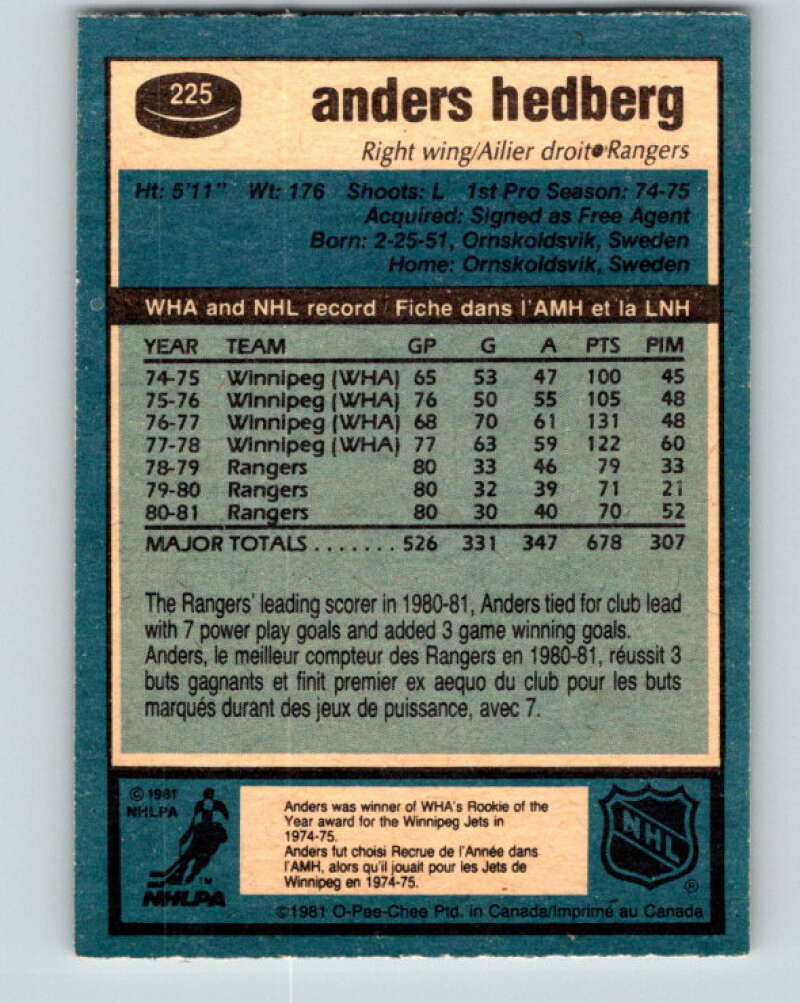 225
anders hedberg
Right wing/Ailier droit•Rangers
Ht: 5'11" Wt: 176 Shoots: L 1st Pro Season: 74-75
Acquired: Signed as Free Agent
Born: 2-25-51, Ornskoldsvik, Sweden
Home: Ornskoldsvik, Sweden
WHA and NHL record / Fiche dans l'AMH et la LNH
YEAR TEAM GP G A PTS PIM
74-75 Winnipeg (WHA) 65 53 47 100 45
75-76 Winnipeg (WHA) 76 50 55 105 48
76-77 Winnipeg (WHA) 68 70 61 131 48
77-78 Winnipeg (WHA) 77 63 59 122 60
78-79 Rangers 80 33 46 79 33
79-80 Rangers 80 32 39 71 21
80-81 Rangers 80 30 40 70 52
MAJOR TOTALS ....... 526 331 347 678 307
The Rangers' leading scorer in 1980-81, Anders tied for club lead
with 7 power play goals and added 3 game winning goals.
Anders, le meilleur compteur des Rangers en 1980-81, réussit 3
buts gagnants et finit premier ex aequo du club pour les buts
marqués durant des jeux de puissance, avec 7.
© 1981
NHLPA
TM
NHLPA
Anders was winner of WHA's Rookie of the
Year award for the Winnipeg Jets in
1974-75.
Anders fut choisi Recrue de l'Année dans
l'AMH, alors qu'il jouait pour les Jets de
Winnipeg en 1974-75.
NHL
®
©1981 O-Pee-Chee Ptd. in Canada/Imprimé au Canada